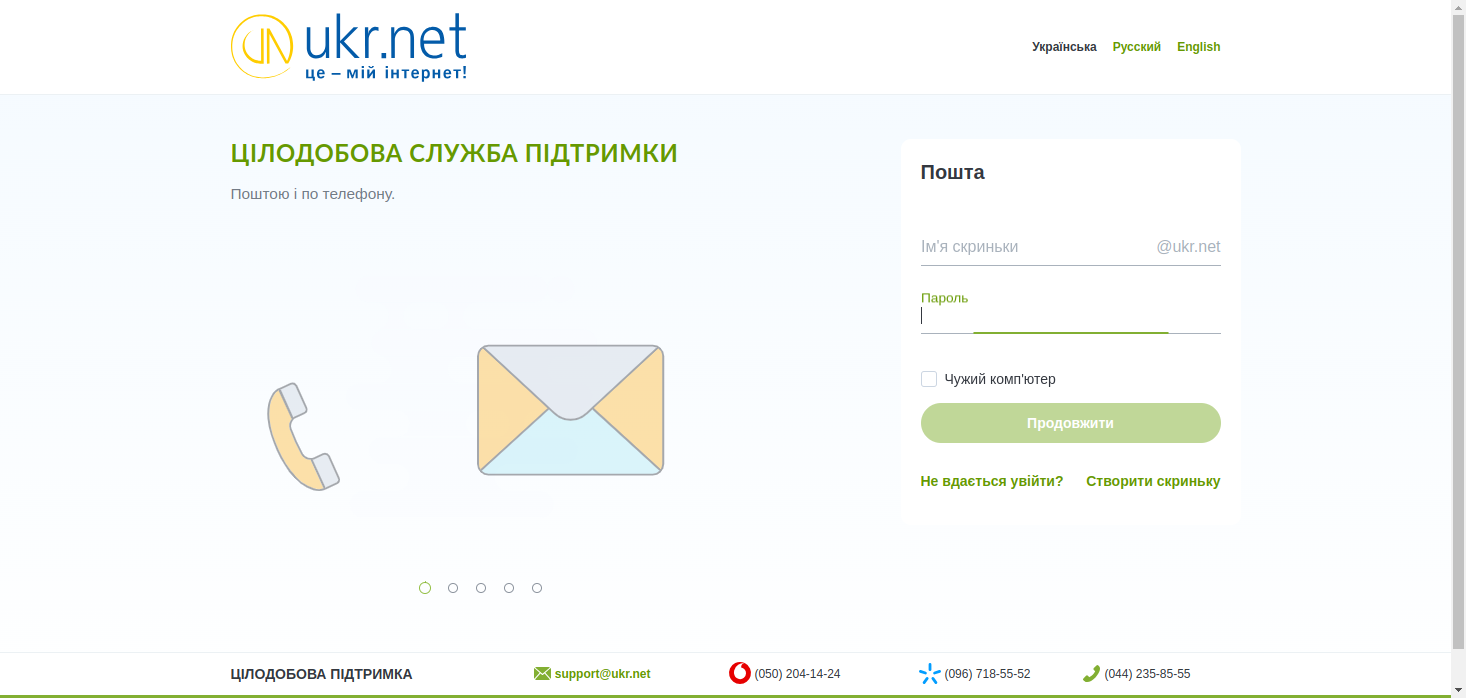 ukr.net
це – мій інтернет!
Українська Русский English
ЦІЛОДОБОВА СЛУЖБА ПІДТРИМКИ
Поштою і по телефону.
Пошта
Ім'я скриньки @ukr.net
Пароль
Чужий комп'ютер
Продовжити
Не вдається увійти? Створити скриньку
ЦІЛОДОБОВА ПІДТРИМКА support@ukr.net (050) 204-14-24 (096) 718-55-52 (044) 235-85-55